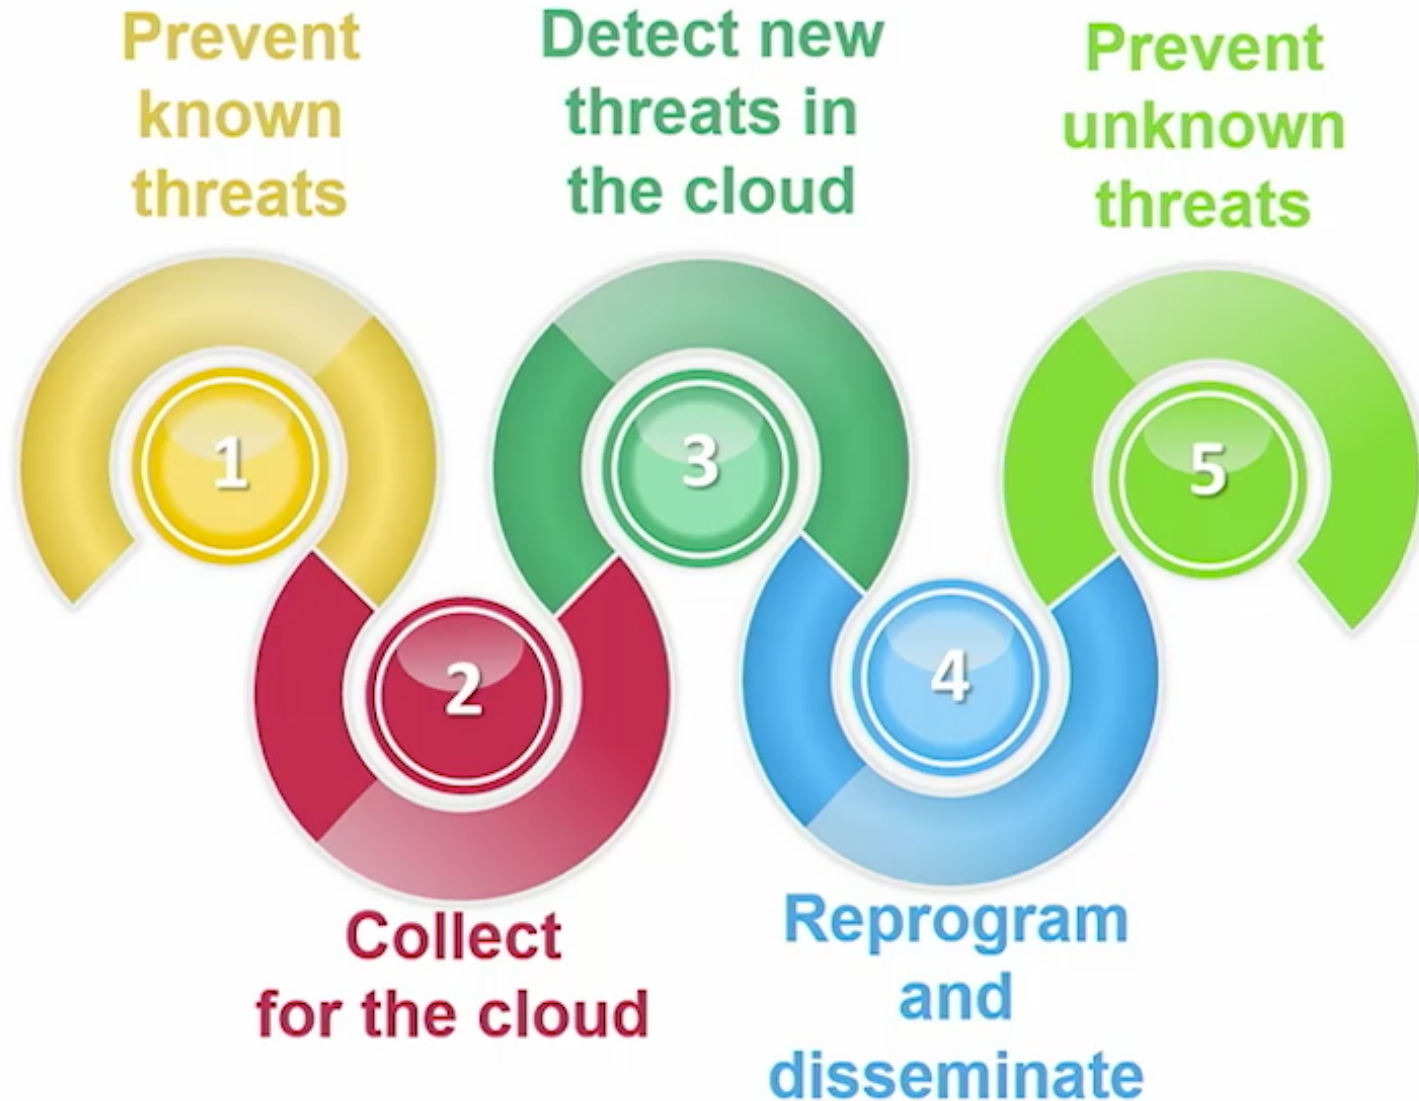 Prevent
known
threats
1
Collect
for the cloud
2
Detect new
threats in
the cloud
3
Reprogram
and
disseminate
4
Prevent
unknown
threats
5